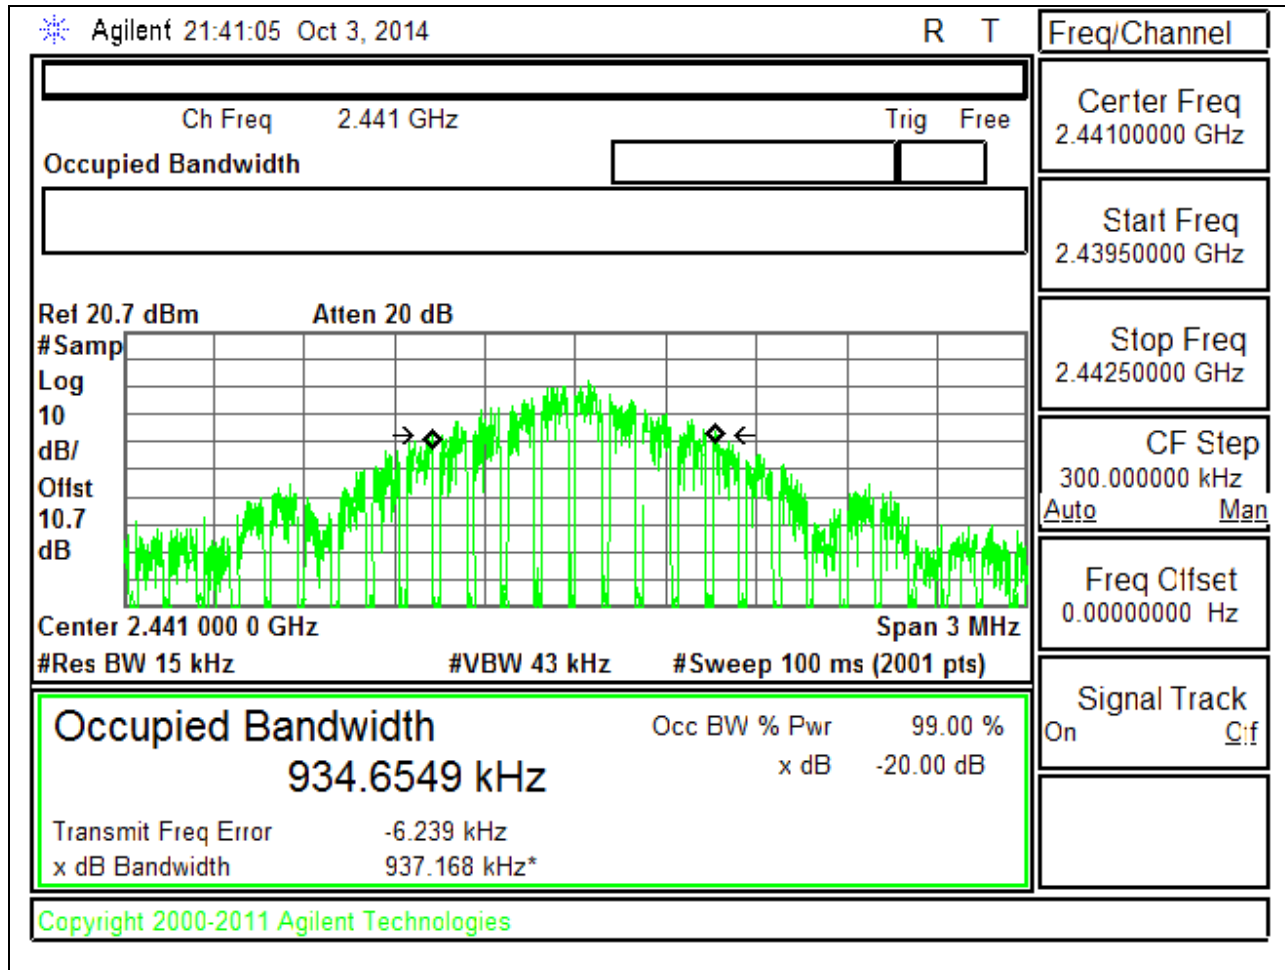 Agilent 21:41:05 Oct 3, 2014 R T
Freq/Channel
Ch Freq 2.441 GHz Trig Free
Occupied Bandwidth
Center Freq
2.44100000 GHz
Start Freq
2.43950000 GHz
Stop Freq
2.44250000 GHz
CF Step
300.000000 kHz
Auto Man
Freq Offset
0.00000000 Hz
Signal Track
On Off
Ref 20.7 dBm Atten 20 dB
#Samp
Log
10
dB/
Offst
10.7
dB
Center 2.441 000 0 GHz Span 3 MHz
#Res BW 15 kHz #VBW 43 kHz #Sweep 100 ms (2001 pts)
Occupied Bandwidth
934.6549 kHz
Occ BW % Pwr 99.00 %
x dB -20.00 dB
Transmit Freq Error -6.239 kHz
x dB Bandwidth 937.168 kHz*
Copyright 2000-2011 Agilent Technologies